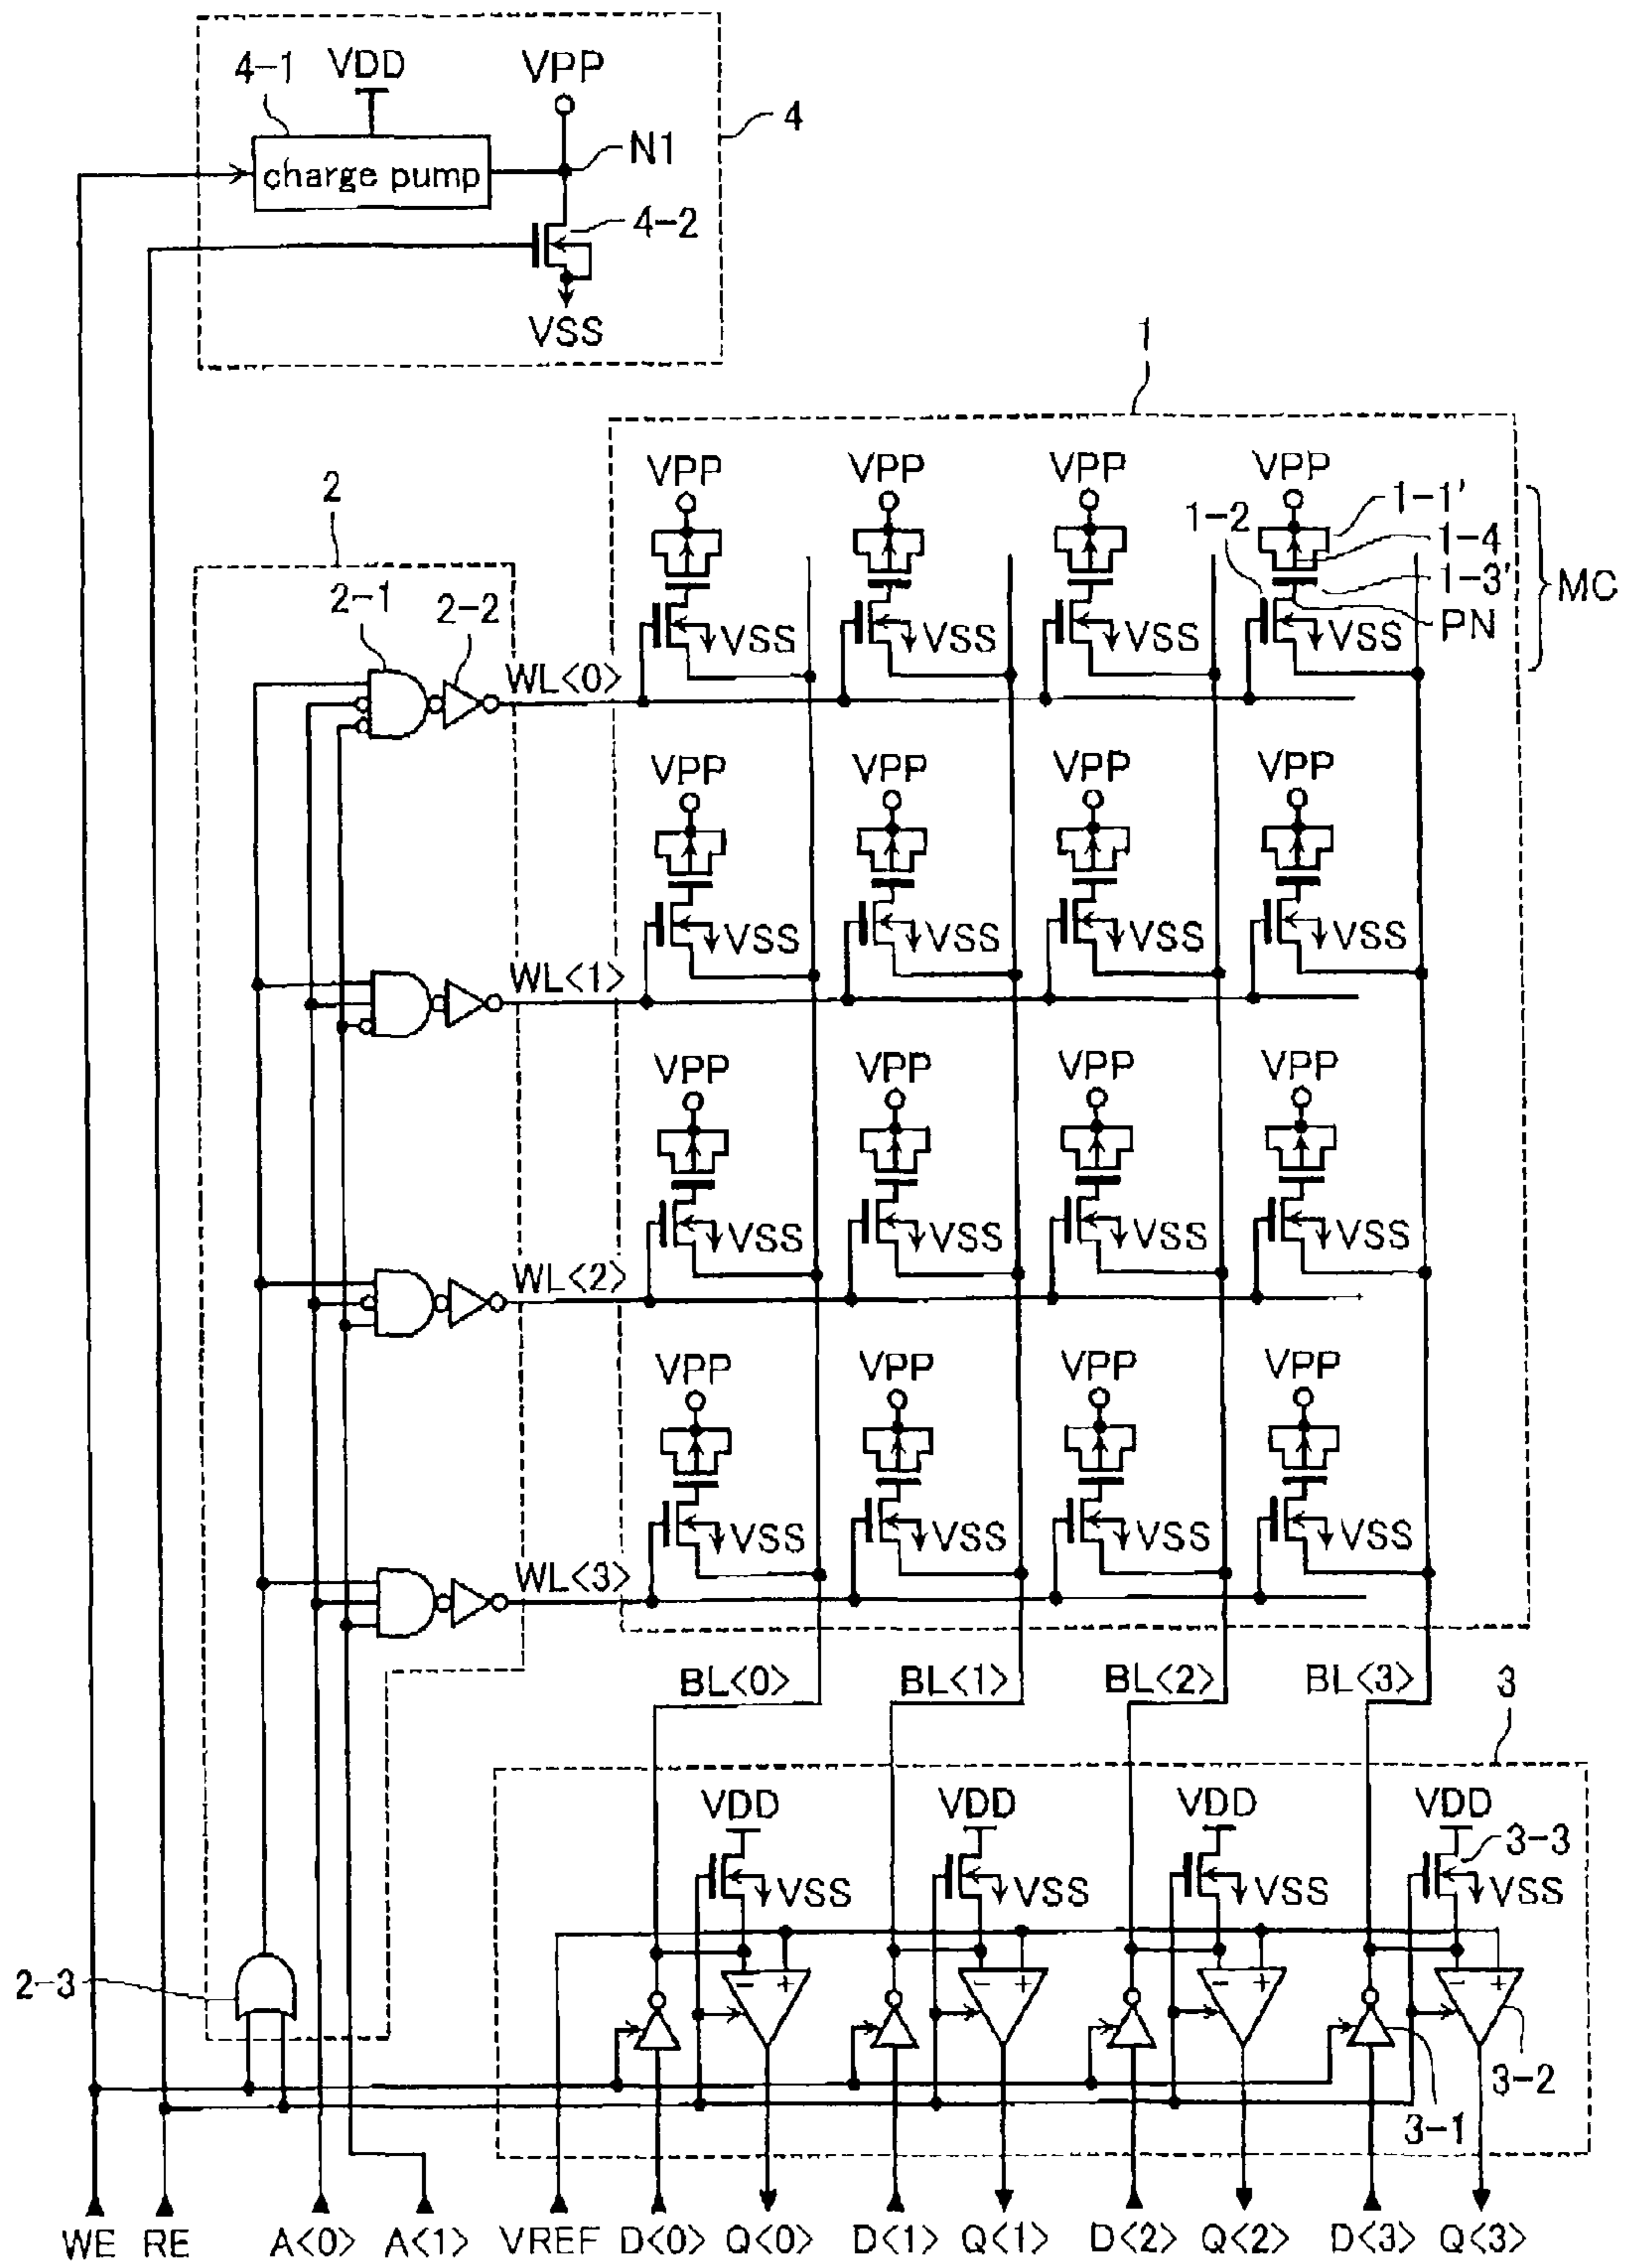 4-1 VDD VPP
4
charge pump
N1
4-2
VSS
1
2
VPP VPP VPP VPP
1-1'
1-2
1-4
1-3'
MC
2-1 2-2
VSS VSS VSS VSS PN
WL<0>
VPP VPP VPP VPP
VSS VSS VSS VSS
WL<1>
VPP VPP VPP VPP
VSS VSS VSS VSS
WL<2>
VPP VPP VPP VPP
VSS VSS VSS VSS
WL<3>
BL<0> BL<1> BL<2> BL<3>
3
VDD VDD VDD VDD
3-3
VSS VSS VSS VSS
2-3
- + - + - + - +
3-2
3-1
WE RE A<0> A<1> VREF D<0> Q<0> D<1> Q<1> D<2> Q<2> D<3> Q<3>